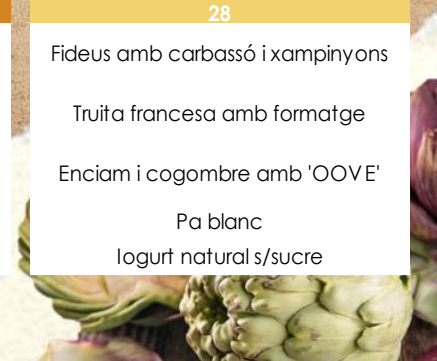 28
Fideus amb carbassó i xampinyons
Truita francesa amb formatge
Enciam i cogombre amb 'OOVE'
Pa blanc
Iogurt natural s/sucre